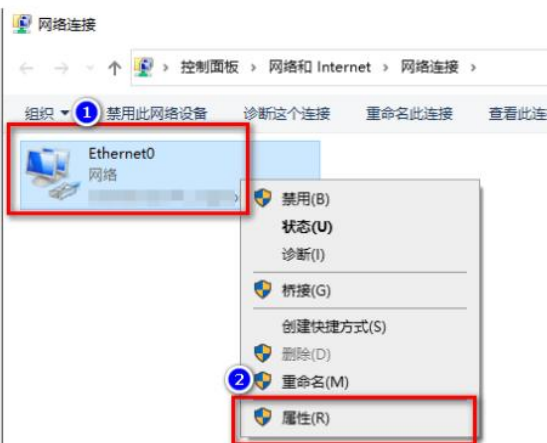 网络连接
控制面板 › 网络和 Internet › 网络连接 ›
组织 1 禁用此网络设备 诊断这个连接 重命名此连接 查看此连
Ethernet0
网络
禁用(B)
状态(U)
诊断(I)
桥接(G)
创建快捷方式(S)
删除(D)
2 重命名(M)
属性(R)